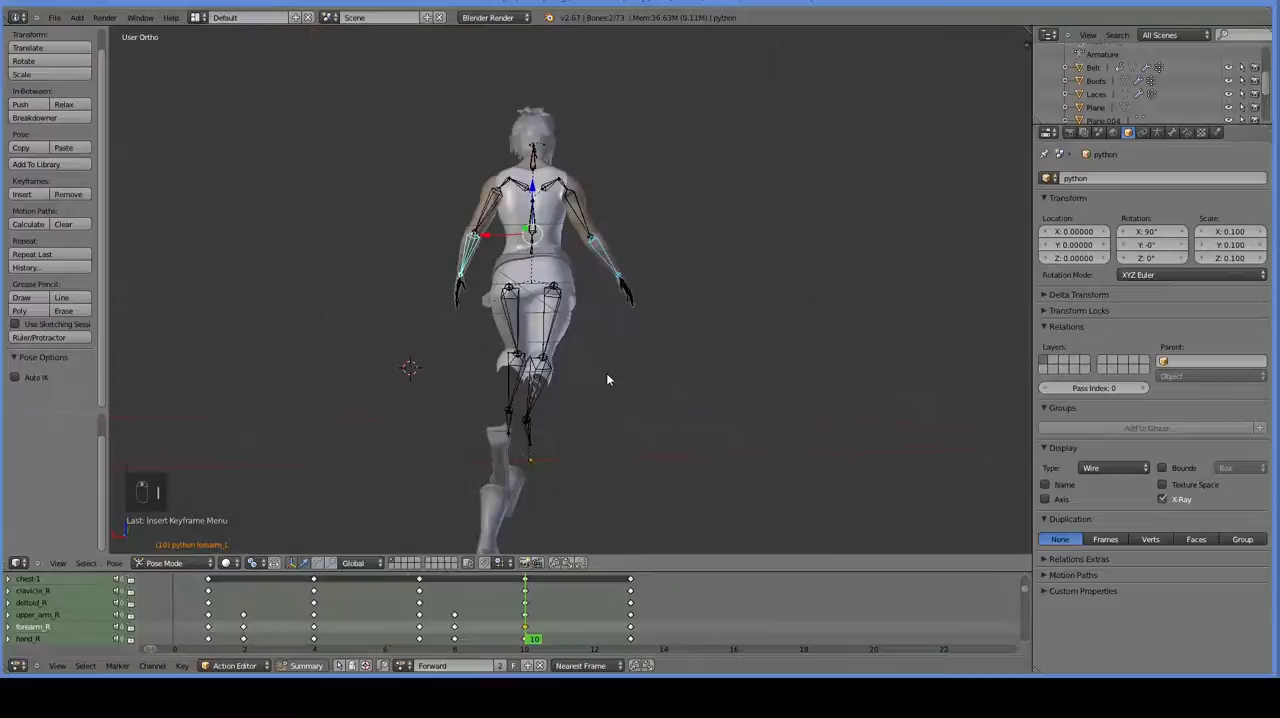 File Add Render Window Help Default Scene Blender Render v2.67 | Bones:2/73 | Mem:36.63M (0.11M) | python
Transform:
Translate
Rotate
Scale
In-Between:
Push Relax
Breakdowner
Pose:
Copy Paste
Add To Library
Keyframes:
Insert Remove
Motion Paths:
Calculate Clear
Repeat:
Repeat Last
History...
Grease Pencil:
Draw Line
Poly Erase
Use Sketching Sessi
Ruler/Protractor
Pose Options
Auto IK
User Ortho
I
Last: Insert Keyframe Menu
(10) python forearm_L
View Select Pose Pose Mode Global
View Search All Scenes
Armature
Belt
Boots
Laces
Plane
Plane.004
python
python
Transform
Location: Rotation: Scale:
X: 0.00000 X: 90° X: 0.100
Y: 0.00000 Y: -0° Y: 0.100
Z: 0.00000 Z: 0° Z: 0.100
Rotation Mode: XYZ Euler
Delta Transform
Transform Locks
Relations
Layers: Parent:
Object
Pass Index: 0
Groups
Add to Group
Display
Type: Wire Bounds Box
Name Texture Space
Axis X-Ray
Duplication
None Frames Verts Faces Group
Relations Extras
Motion Paths
Custom Properties
chest-1
clavicle_R
deltoid_R
upper_arm_R
forearm_R
hand_R
10
0 2 4 6 8 10 12 14 16 18 20 22
View Select Marker Channel Key Action Editor Summary Forward 2 F Nearest Frame